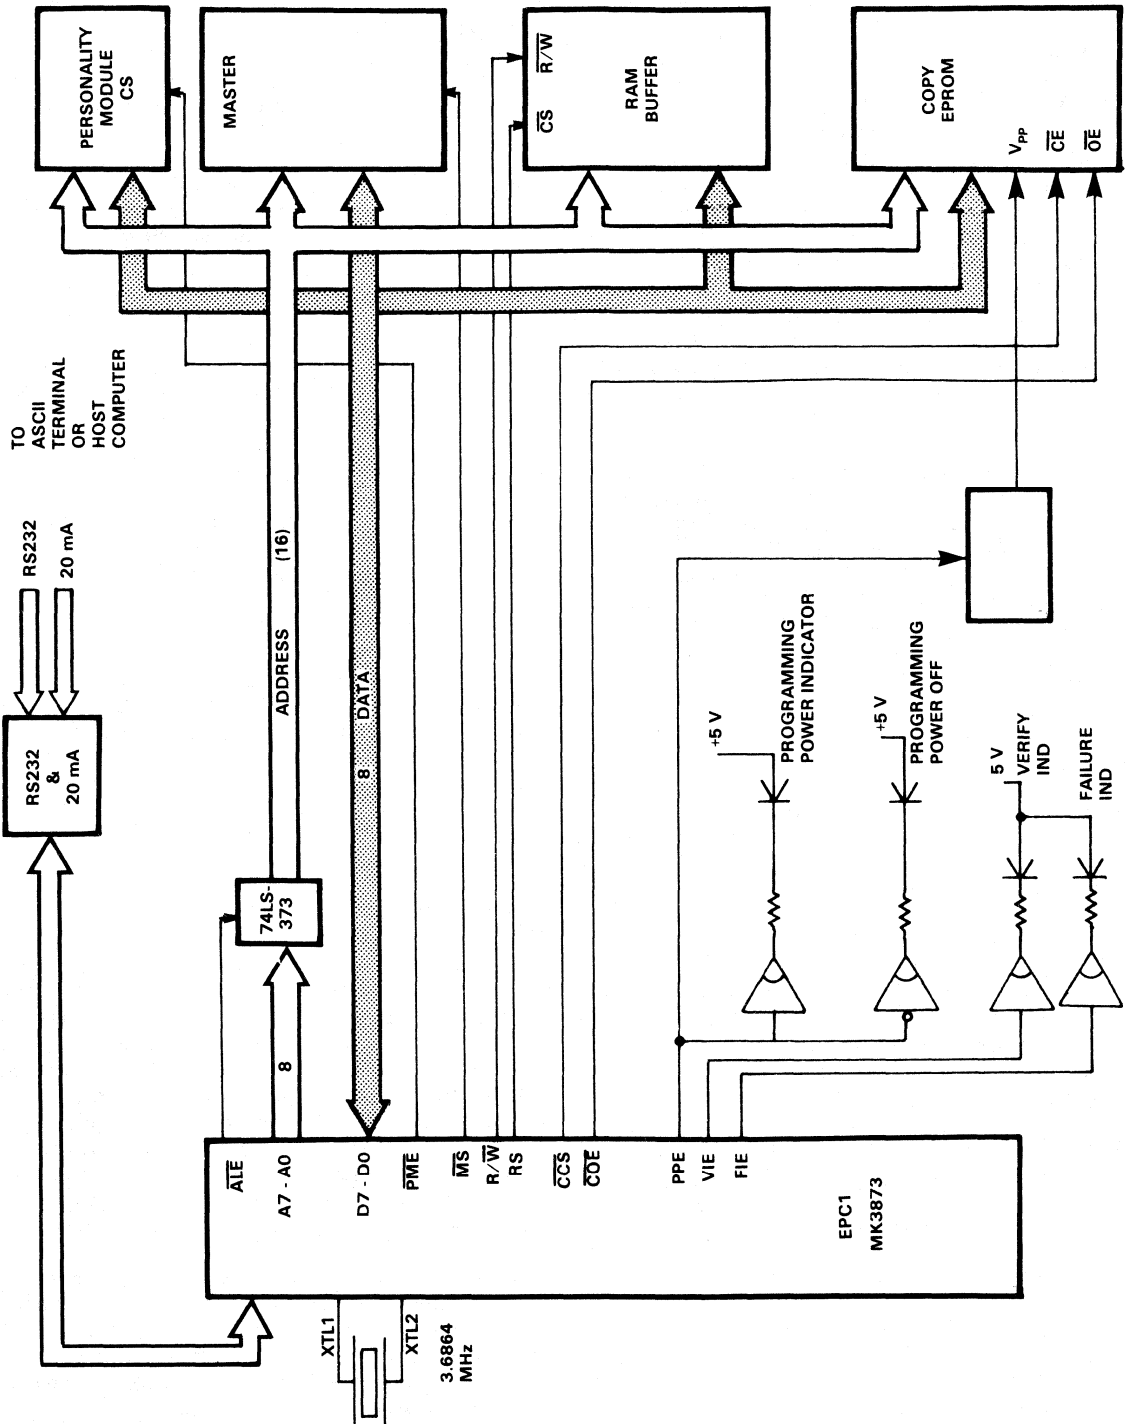 PERSONALITY
MODULE
CS
MASTER
R/W
CS
RAM
BUFFER
COPY
EPROM
VPP
CE
OE
TO
ASCII
TERMINAL
OR
HOST
COMPUTER
RS232
20 mA
RS232
&
20 mA
ADDRESS (16)
8 DATA
74LS-
373
8
+5 V
PROGRAMMING
POWER INDICATOR
+5 V
PROGRAMMING
POWER OFF
5 V
VERIFY
IND
FAILURE
IND
ALE
A7 - A0
D7 - D0
PME
MS
R/W
RS
CCS
COE
PPE
VIE
FIE
EPC1
MK3873
XTL1
XTL2
3.6864
MHz